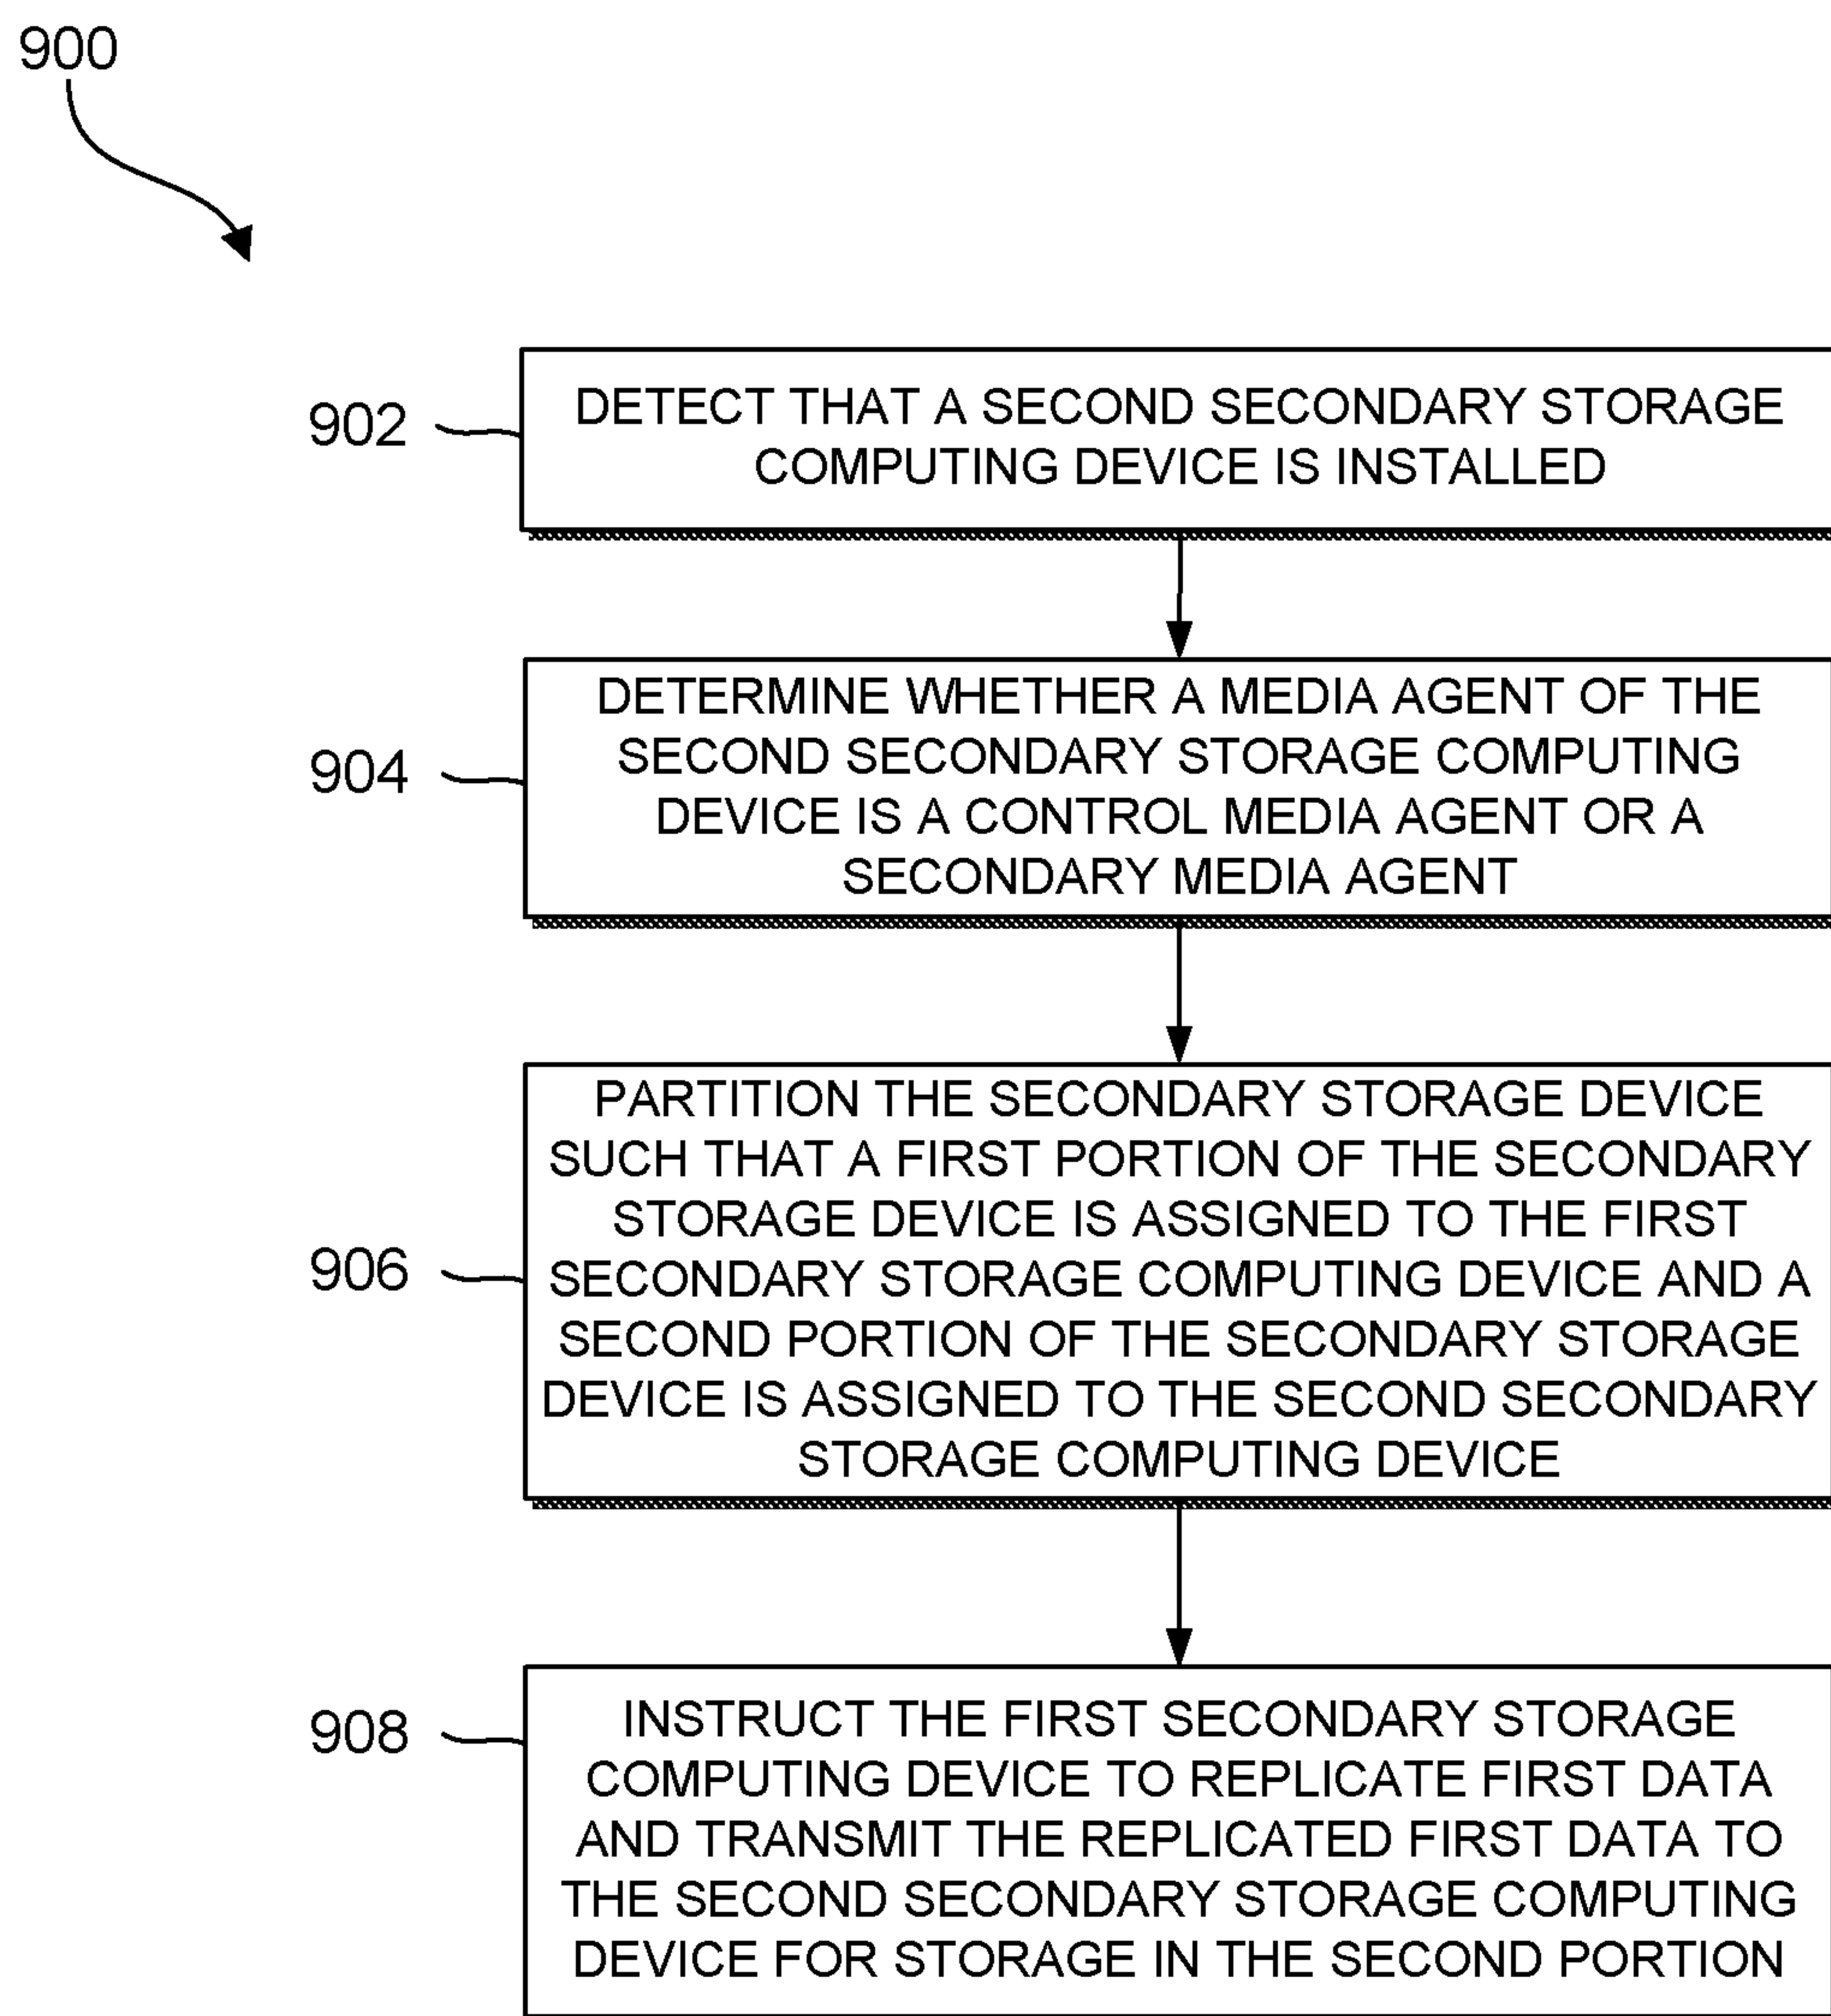 900
902
DETECT THAT A SECOND SECONDARY STORAGE
COMPUTING DEVICE IS INSTALLED
904
DETERMINE WHETHER A MEDIA AGENT OF THE
SECOND SECONDARY STORAGE COMPUTING
DEVICE IS A CONTROL MEDIA AGENT OR A
SECONDARY MEDIA AGENT
906
PARTITION THE SECONDARY STORAGE DEVICE
SUCH THAT A FIRST PORTION OF THE SECONDARY
STORAGE DEVICE IS ASSIGNED TO THE FIRST
SECONDARY STORAGE COMPUTING DEVICE AND A
SECOND PORTION OF THE SECONDARY STORAGE
DEVICE IS ASSIGNED TO THE SECOND SECONDARY
STORAGE COMPUTING DEVICE
908
INSTRUCT THE FIRST SECONDARY STORAGE
COMPUTING DEVICE TO REPLICATE FIRST DATA
AND TRANSMIT THE REPLICATED FIRST DATA TO
THE SECOND SECONDARY STORAGE COMPUTING
DEVICE FOR STORAGE IN THE SECOND PORTION